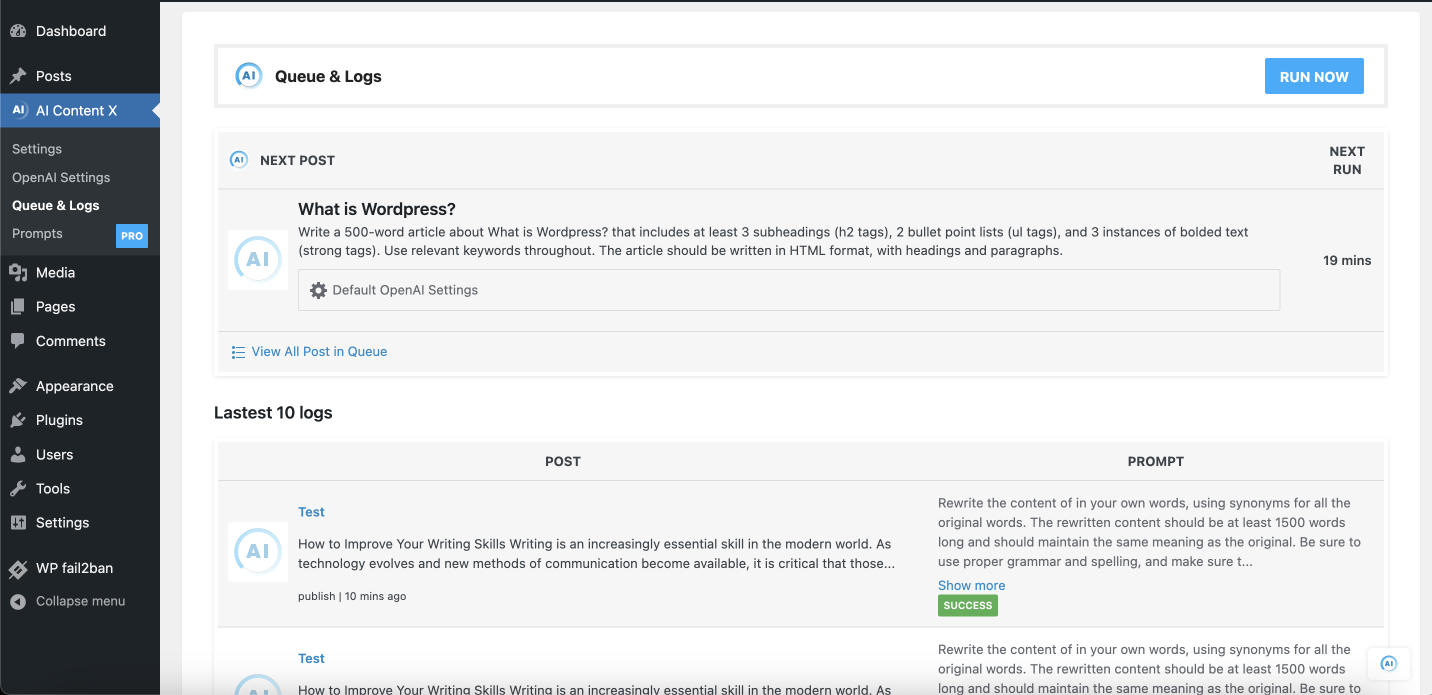 Dashboard
Posts
AI AI Content X
Settings
OpenAI Settings
Queue & Logs
Prompts PRO
Media
Pages
Comments
Appearance
Plugins
Users
Tools
Settings
WP fail2ban
Collapse menu
AI Queue & Logs
RUN NOW
AI NEXT POST
NEXT
RUN
AI
What is Wordpress?
Write a 500-word article about What is Wordpress? that includes at least 3 subheadings (h2 tags), 2 bullet point lists (ul tags), and 3 instances of bolded text
(strong tags). Use relevant keywords throughout. The article should be written in HTML format, with headings and paragraphs.
Default OpenAI Settings
19 mins
View All Post in Queue
Lastest 10 logs
POST
PROMPT
AI
Test
How to Improve Your Writing Skills Writing is an increasingly essential skill in the modern world. As
technology evolves and new methods of communication become available, it is critical that those...
publish | 10 mins ago
Rewrite the content of in your own words, using synonyms for all the
original words. The rewritten content should be at least 1500 words
long and should maintain the same meaning as the original. Be sure to
use proper grammar and spelling, and make sure t...
Show more
SUCCESS
AI
Test
How to Improve Your Writing Skills Writing is an increasingly essential skill in the modern world. As
Rewrite the content of in your own words, using synonyms for all the
original words. The rewritten content should be at least 1500 words
long and should maintain the same meaning as the original. Be sure to
AI